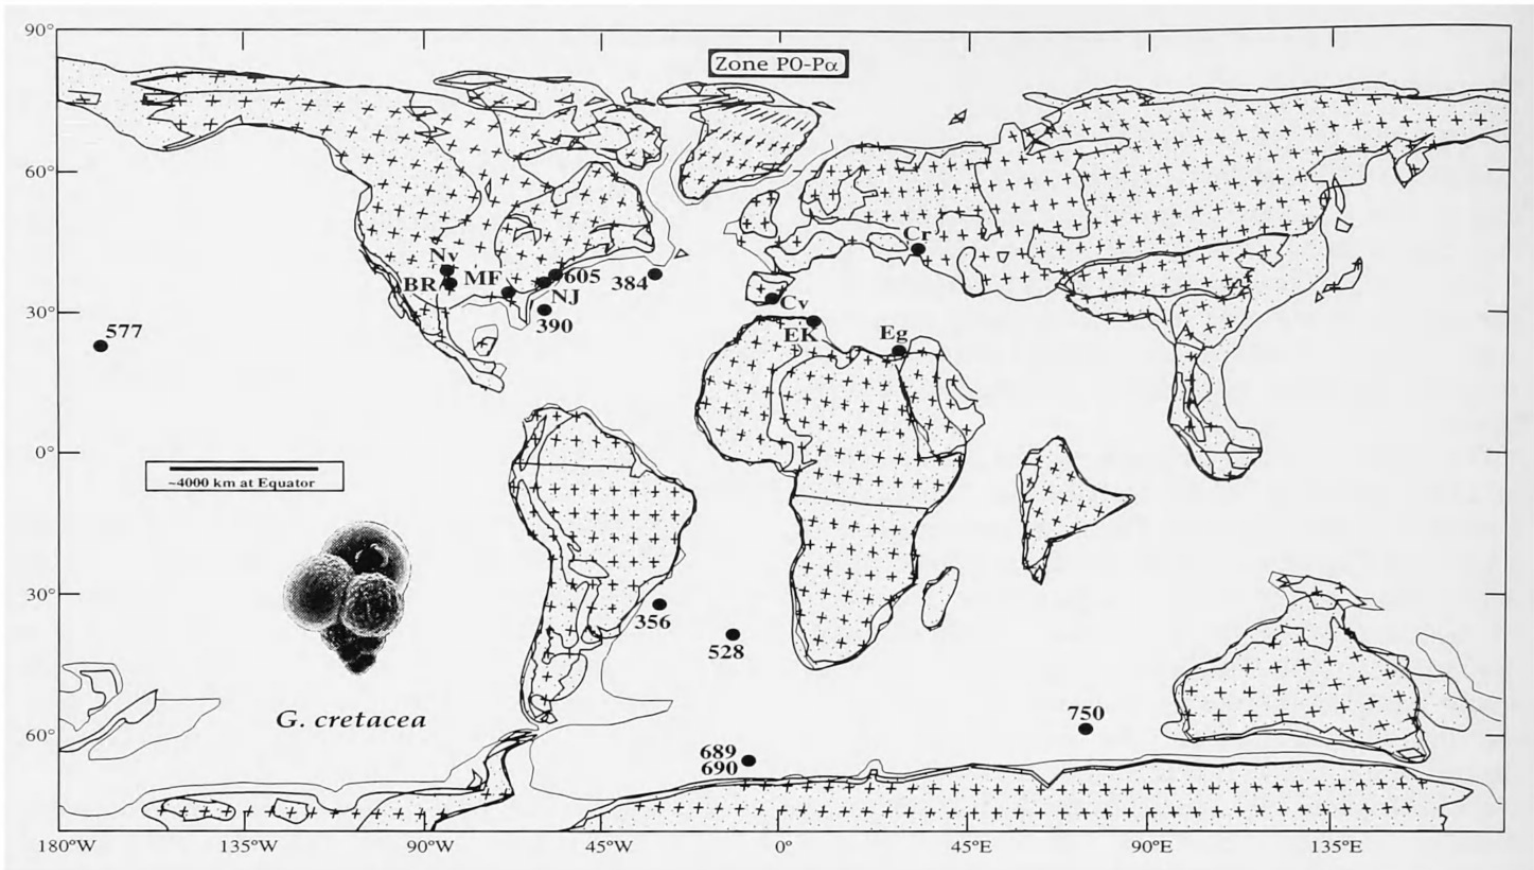 90°
Zone PO-Pα
60°
Cr
Nv
BR
MF
605
384
NJ
390
30°
Cv
EK
Eg
577
0°
~4000 km at Equator
30°
356
528
G. cretacea
750
60°
689
690
180°W
135°W
90°W
45°W
0°
45°E
90°E
135°E